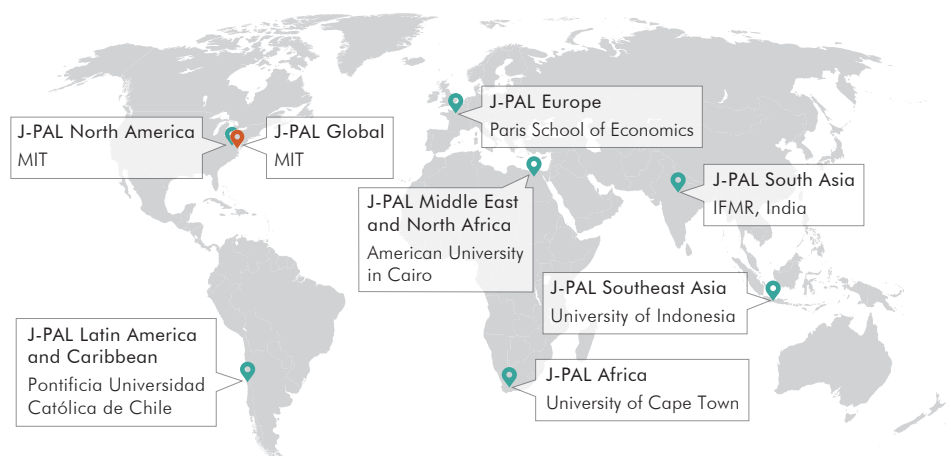 J-PAL North America
MIT
J-PAL Global
MIT
J-PAL Europe
Paris School of Economics
J-PAL Middle East
and North Africa
American University
in Cairo
J-PAL South Asia
IFMR, India
J-PAL Southeast Asia
University of Indonesia
J-PAL Latin America
and Caribbean
Pontificia Universidad
Católica de Chile
J-PAL Africa
University of Cape Town